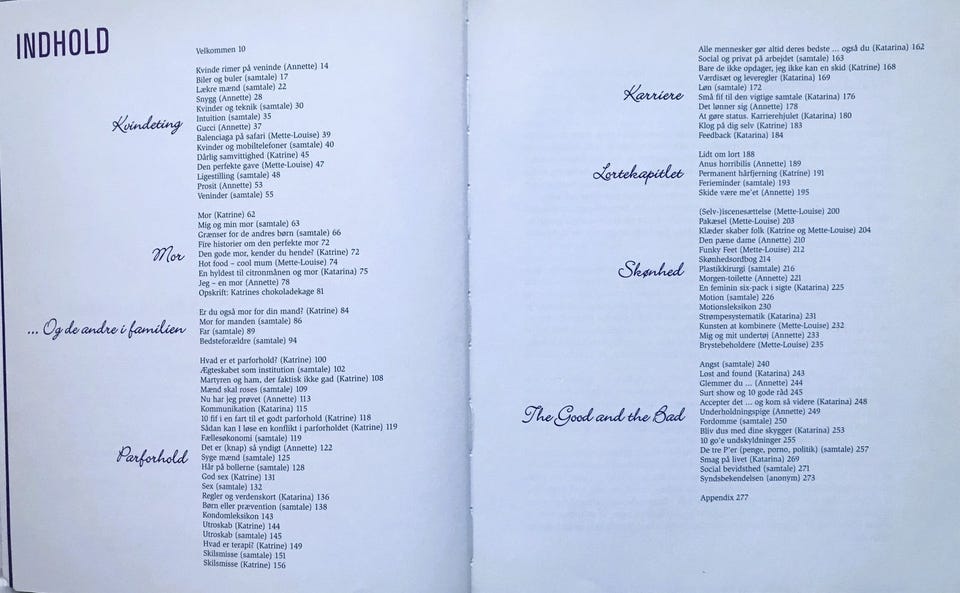 INDHOLD
Velkommen 10
Kvindeting
Kvinde rimer på veninde (Annette) 14
Biler og buler (samtale) 17
Lækre mænd (samtale) 22
Snygg (Annette) 28
Kvinder og teknik (samtale) 30
Intuition (samtale) 35
Gucci (Annette) 37
Balenciaga på safari (Mette-Louise) 39
Kvinder og mobiltelefoner (samtale) 40
Dårlig samvittighed (Katrine) 45
Den perfekte gave (Mette-Louise) 47
Ligestilling (samtale) 48
Prosit (Annette) 53
Veninder (samtale) 55
Mor
Mor (Katrine) 62
Mig og min mor (samtale) 63
Grænser for de andres børn (samtale) 66
Fire historier om den perfekte mor 72
Den gode mor, kender du hende? (Katrine) 72
Hot food – cool mum (Mette-Louise) 74
En hyldest til citronmånen og mor (Katarina) 75
Jeg – en mor (Annette) 78
Opskrift: Katrines chokoladekage 81
... Og de andre i familien
Er du også mor for din mand? (Katrine) 84
Mor for manden (samtale) 86
Far (samtale) 89
Bedsteforældre (samtale) 94
Parforhold
Hvad er et parforhold? (Katrine) 100
Ægteskabet som institution (samtale) 102
Martyren og ham, der faktisk ikke gad (Katrine) 108
Mænd skal roses (samtale) 109
Nu har jeg prøvet (Annette) 113
Kommunikation (Katarina) 115
10 fif i en fart til et godt parforhold (Katrine) 118
Sådan kan I løse en konflikt i parforholdet (Katrine) 119
Fællesøkonomi (samtale) 119
Det er (knap) så yndigt (Annette) 122
Syge mænd (samtale) 125
Hår på bollerne (samtale) 128
God sex (Katrine) 131
Sex (samtale) 132
Regler og verdenskort (Katarina) 136
Børn eller prævention (samtale) 138
Kondomleksikon 143
Utroskab (Katrine) 144
Utroskab (samtale) 145
Hvad er terapi? (Katrine) 149
Skilsmisse (samtale) 151
Skilsmisse (Katrine) 156
Karriere
Alle mennesker gør altid deres bedste ... også du (Katarina) 162
Social og privat på arbejdet (samtale) 163
Bare de ikke opdager, jeg ikke kan en skid (Katrine) 168
Værdisæt og leveregler (Katarina) 169
Løn (samtale) 172
Små fif til den vigtige samtale (Katarina) 176
Det lønner sig (Annette) 178
At gøre status. Karrierehjulet (Katarina) 180
Klog på dig selv (Katrine) 183
Feedback (Katarina) 184
Lortekapitlet
Lidt om lort 188
Anus horribilis (Annette) 189
Permanent hårfjerning (Katrine) 191
Ferieminder (samtale) 193
Skide være me'et (Annette) 195
Skønhed
(Selv-)iscenesættelse (Mette-Louise) 200
Pakæsel (Mette-Louise) 203
Klæder skaber folk (Katrine og Mette-Louise) 204
Den pæne dame (Annette) 210
Funky Feet (Mette-Louise) 212
Skønhedsordbog 214
Plastikkirurgi (samtale) 216
Morgen-toilette (Annette) 221
En feminin six-pack i sigte (Katarina) 225
Motion (samtale) 226
Motionsleksikon 230
Strømpesystematik (Katarina) 231
Kunsten at kombinere (Mette-Louise) 232
Mig og mit undertøj (Annette) 233
Brystebeholdere (Mette-Louise) 235
The Good and the Bad
Angst (samtale) 240
Lost and found (Katarina) 243
Glemmer du ... (Annette) 244
Surt show og 10 gode råd 245
Accepter det ... og kom så videre (Katarina) 248
Underholdningspige (Annette) 249
Fordomme (samtale) 250
Bliv dus med dine skygger (Katarina) 253
10 go'e undskyldninger 255
De tre P'er (penge, porno, politik) (samtale) 257
Smag på livet (Katarina) 269
Social bevidsthed (samtale) 271
Syndsbekendelsen (anonym) 273
Appendix 277